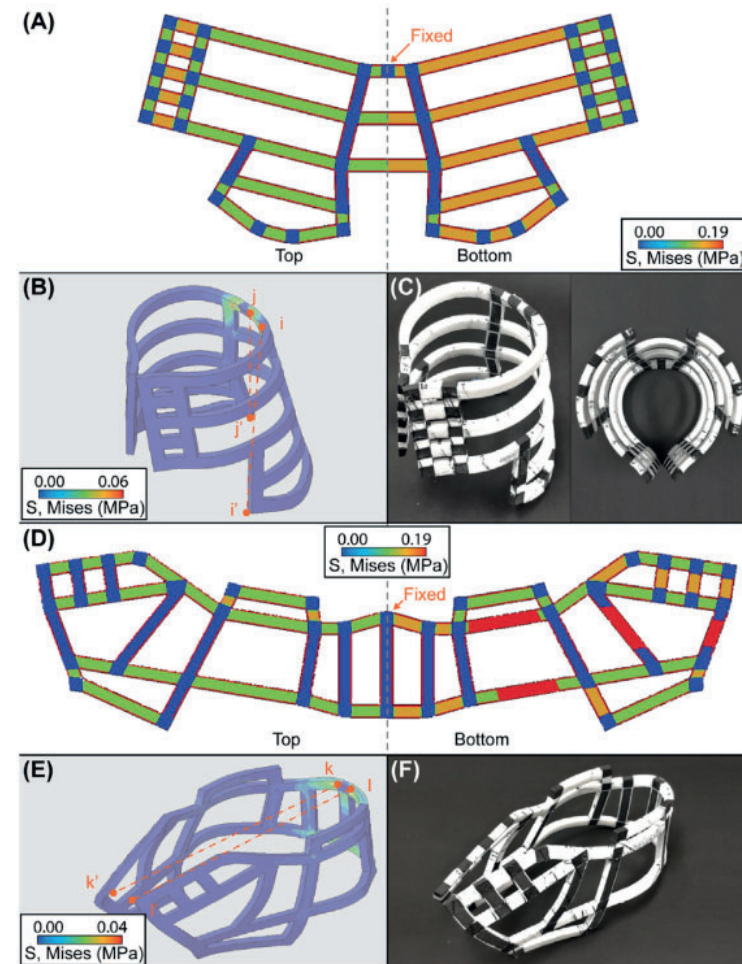 (A)
Fixed
Top
Bottom
0.00 0.19
S, Mises (MPa)
(B)
j
i
j'
i'
0.00 0.06
S, Mises (MPa)
(C)
(D)
0.00 0.19
S, Mises (MPa)
Fixed
Top
Bottom
(E)
k
l
k'
l'
0.00 0.04
S, Mises (MPa)
(F)